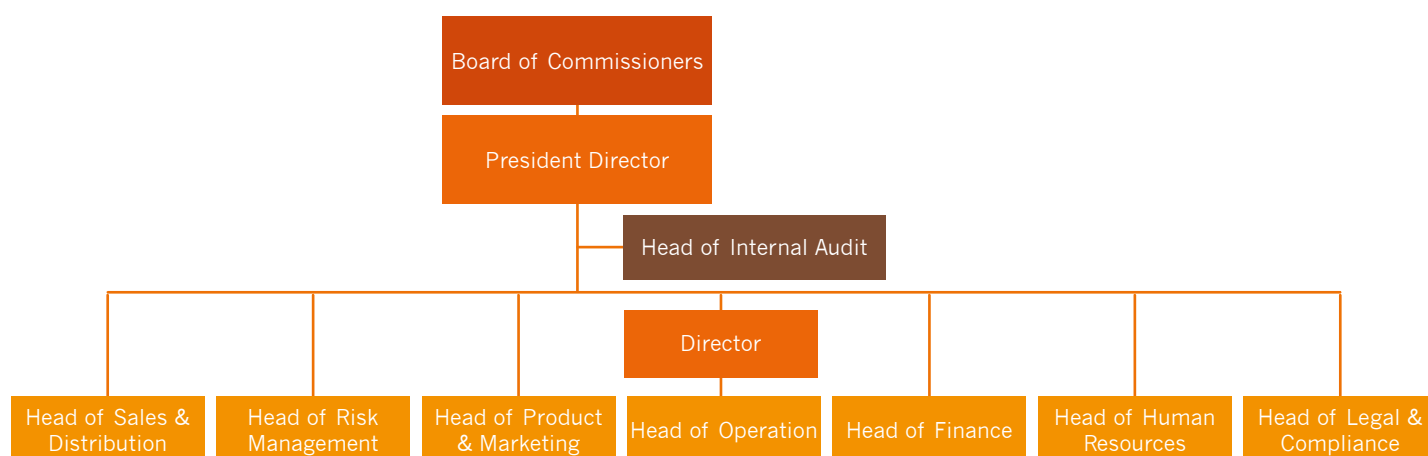 Board of Commissioners
President Director
Head of Internal Audit
Director
Head of Sales &
Distribution
Head of Risk
Management
Head of Product
& Marketing
Head of Operation
Head of Finance
Head of Human
Resources
Head of Legal &
Compliance